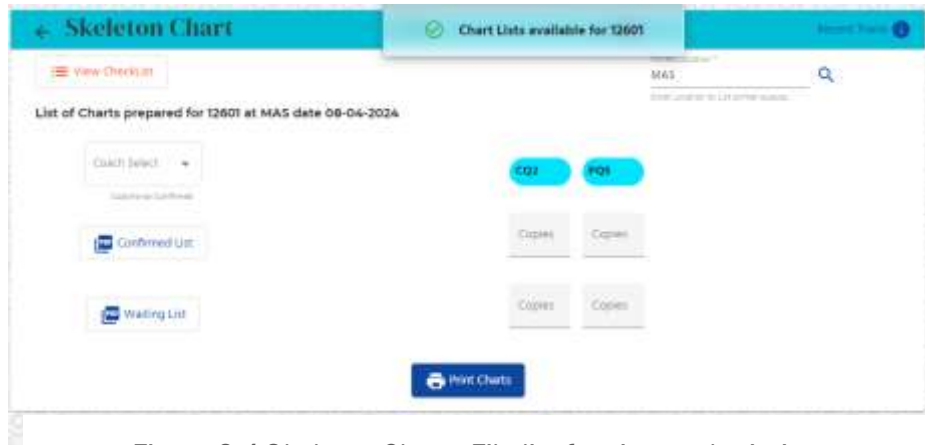 Skeleton Chart
Chart Lists available for 12601
View CheckList
MAS
List of Charts prepared for 12601 at MAS date 08-04-2024
Coach Select
CQ2 PQ5
Confirmed List
Copies Copies
Waiting List
Copies Copies
Print Charts